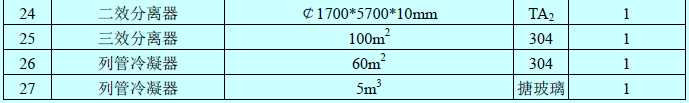 24 二效分离器 ￠1700*5700*10mm TA₂ 1
25 三效分离器 100m² 304 1
26 列管冷凝器 60m² 304 1
27 列管冷凝器 5m³ 搪玻璃 1